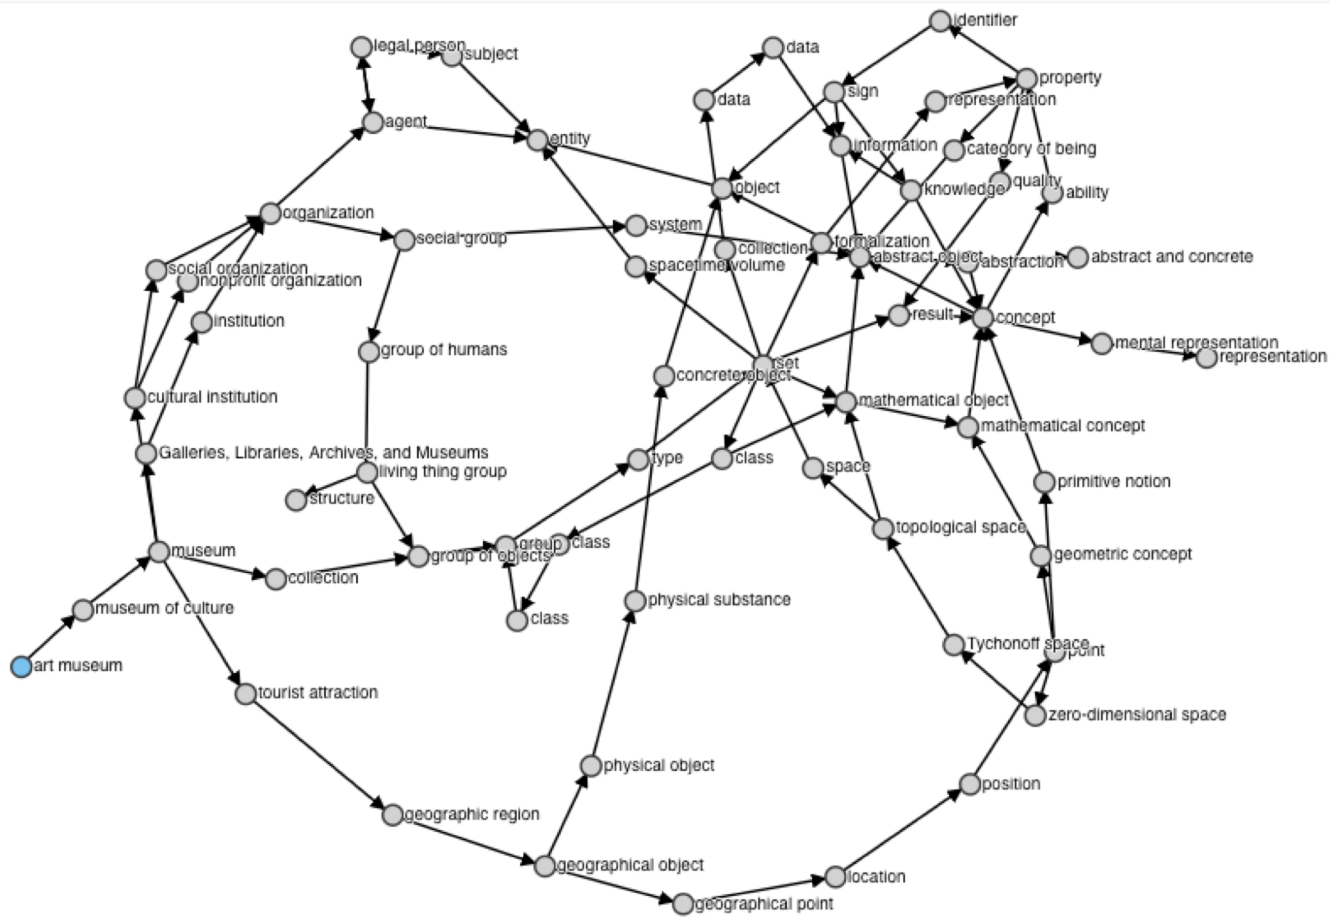 identifier
legal person
subject
data
property
sign
data
representation
agent
entity
information
category of being
quality
object
knowledge
ability
organization
system
social group
formalization
collection
abstract object
abstraction
abstract and concrete
spacetime volume
social organization
nonprofit organization
result
concept
institution
mental representation
group of humans
representation
set
concrete object
cultural institution
mathematical object
mathematical concept
Galleries, Libraries, Archives, and Museums
type
class
space
living thing group
primitive notion
structure
topological space
group
class
museum
group of objects
geometric concept
collection
physical substance
museum of culture
class
Tychonoff space
point
art museum
tourist attraction
zero-dimensional space
physical object
position
geographic region
geographical object
location
geographical point